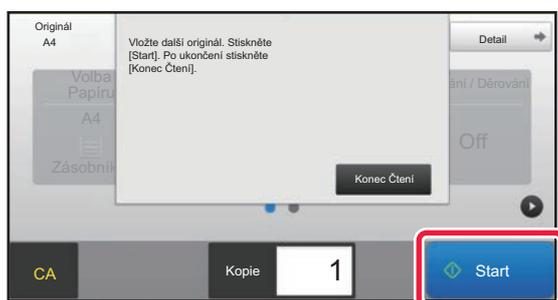 Originál
A4
Vložte další originál. Stiskněte
[Start]. Po ukončení stiskněte
[Konec Čtení].
Detail
Volba
Papíru
A4
Zásobník
ání / Děrování
Off
Konec Čtení
CA
Kopie
1
Start